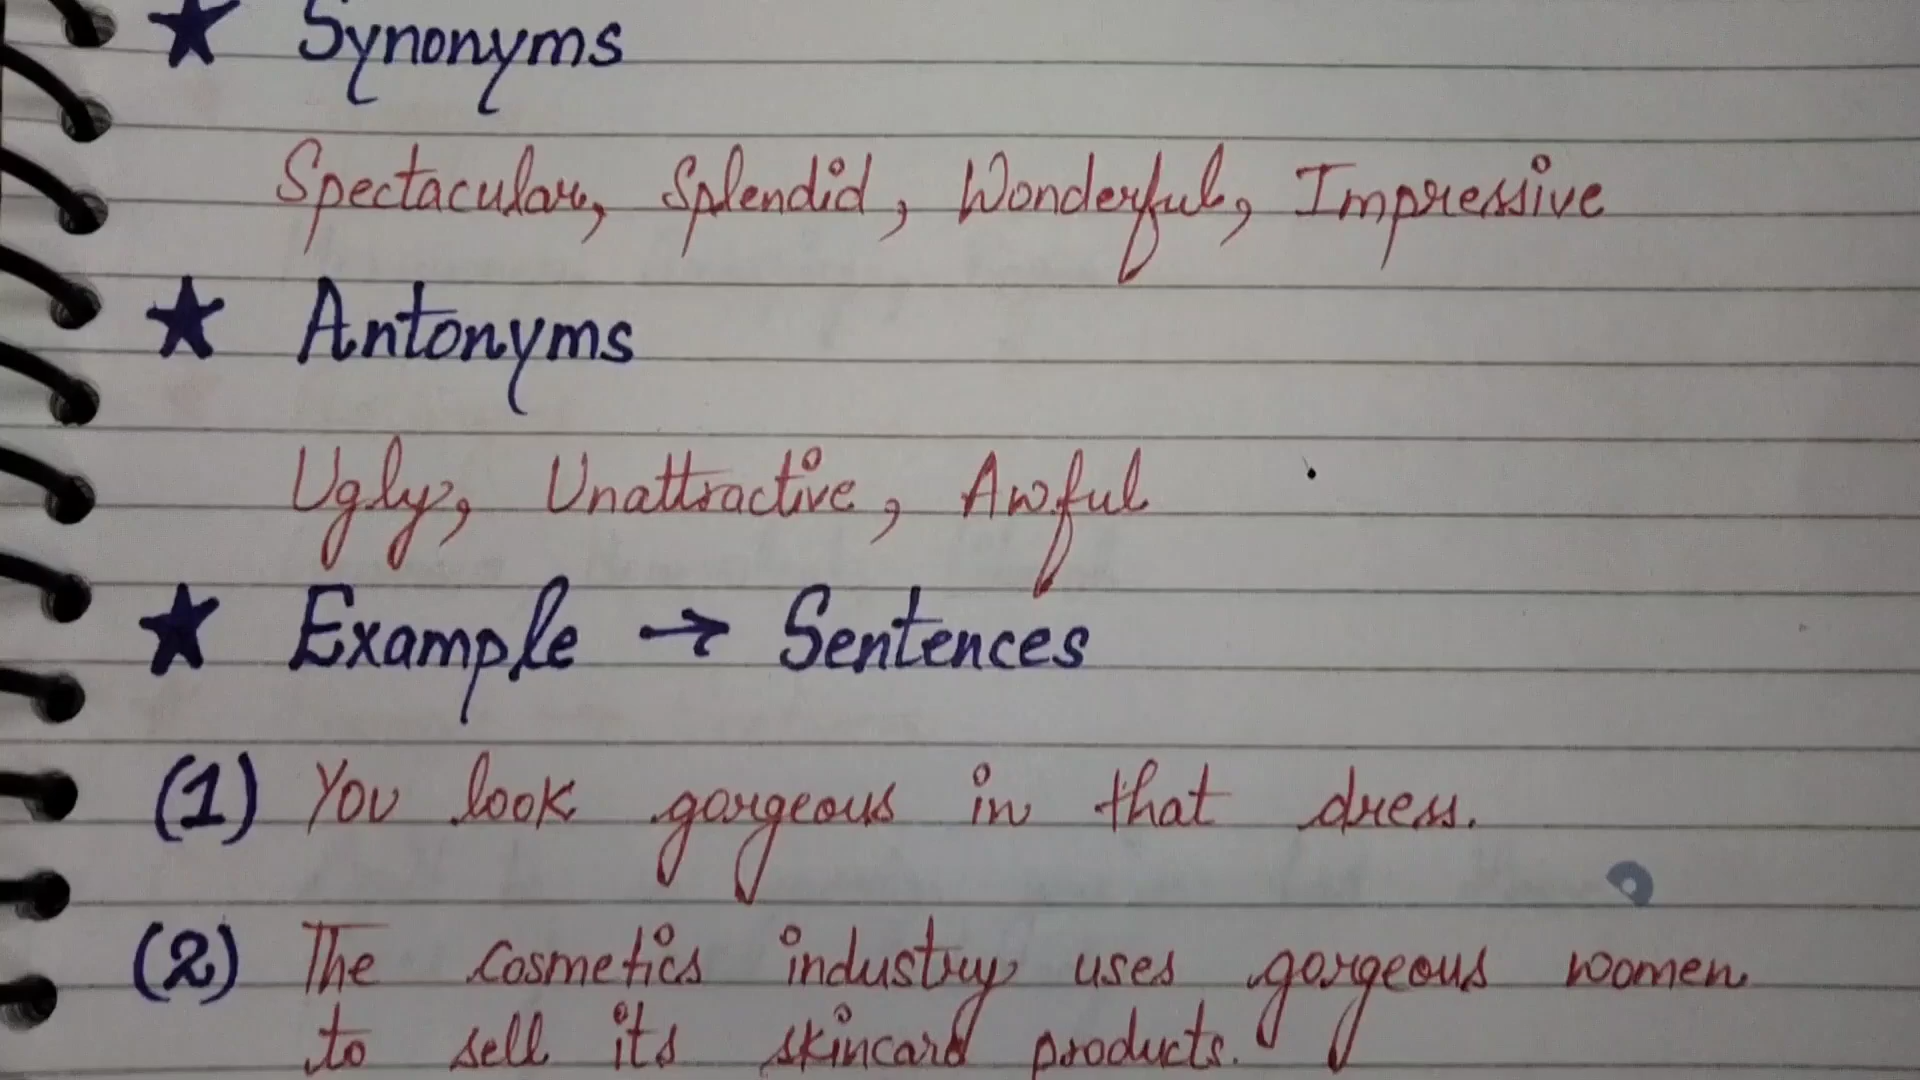 ★ Synonyms
Spectacular, Splendid, Wonderful, Impressive
★ Antonyms
Ugly, Unattractive, Awful
★ Example → Sentences
(1) You look gorgeous in that dress.
(2) The cosmetics industry uses gorgeous women
to sell its skincard products.